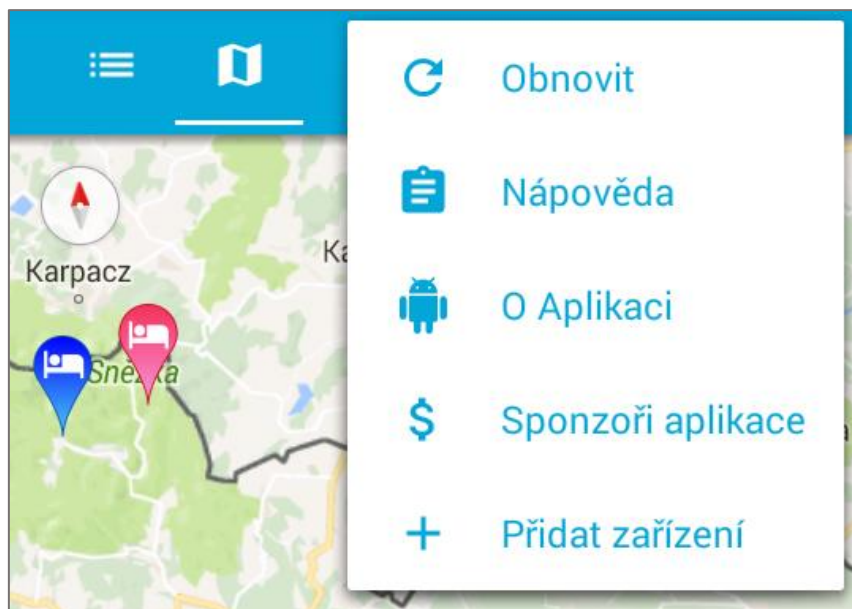 Obnovit
Nápověda
O Aplikaci
Sponzoři aplikace
Přidat zařízení
Karpacz
Sněžka